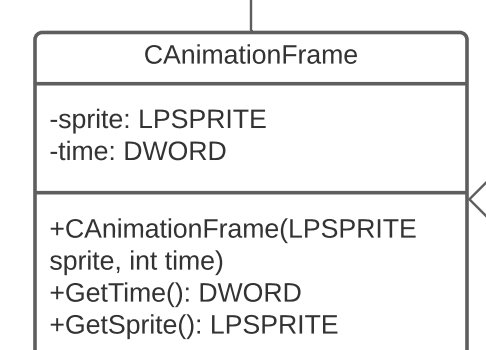 CAnimationFrame
-sprite: LPSPRITE
-time: DWORD
+CAnimationFrame(LPSPRITE
sprite, int time)
+GetTime(): DWORD
+GetSprite(): LPSPRITE